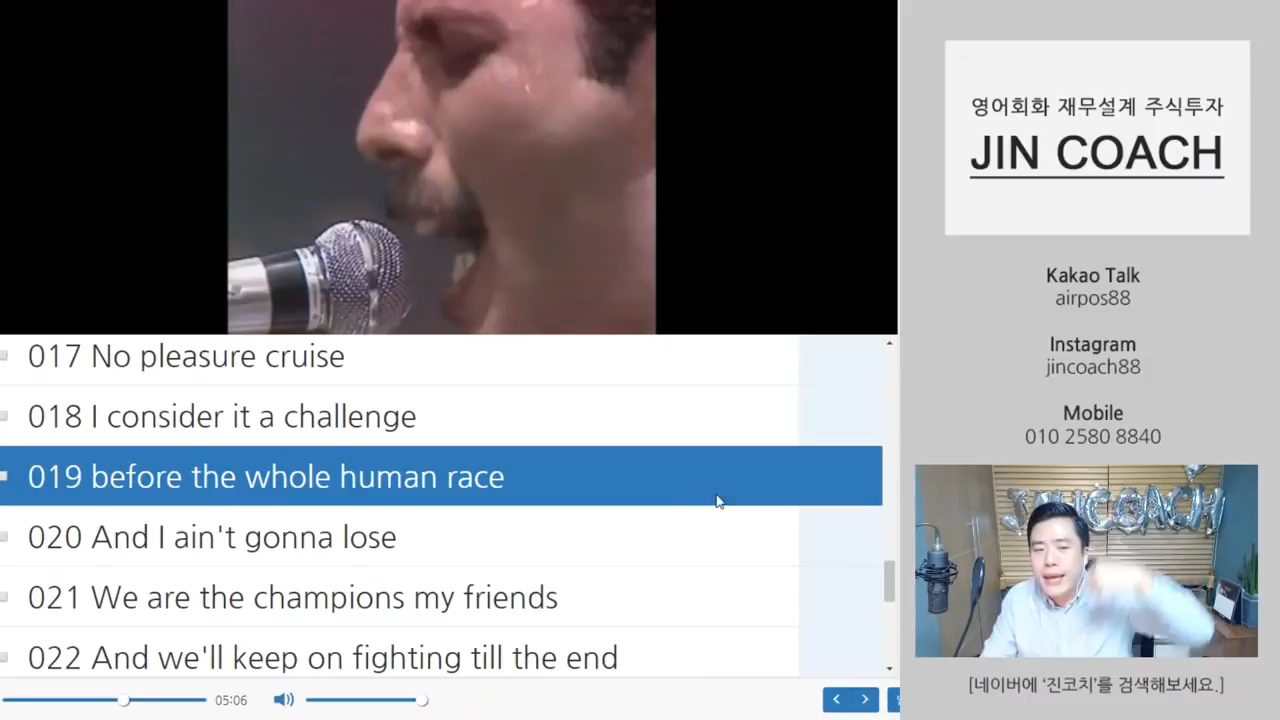 017 No pleasure cruise
018 I consider it a challenge
019 before the whole human race
020 And I ain't gonna lose
021 We are the champions my friends
022 And we'll keep on fighting till the end
05:06
영어회화 재무설계 주식투자
JIN COACH
Kakao Talk
airpos88
Instagram
jincoach88
Mobile
010 2580 8840
JINCOACH
[네이버에 '진코치'를 검색해보세요.]